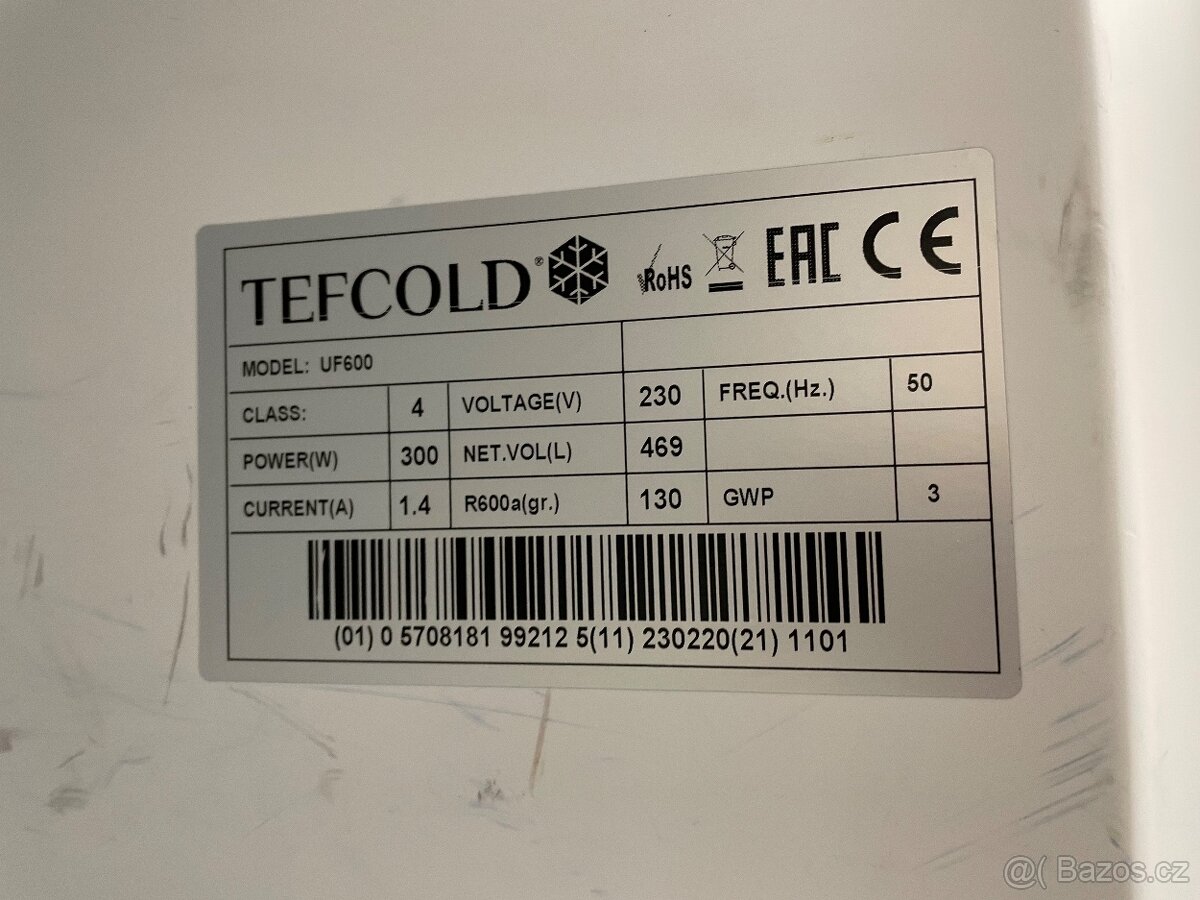 TEFCOLD® RoHS EAC CE
MODEL: UF600
CLASS: 4 VOLTAGE(V) 230 FREQ.(Hz.) 50
POWER(W) 300 NET.VOL(L) 469
CURRENT(A) 1.4 R600a(gr.) 130 GWP 3
(01) 0 5708181 99212 5(11) 230220(21) 1101
@( Bazos.cz